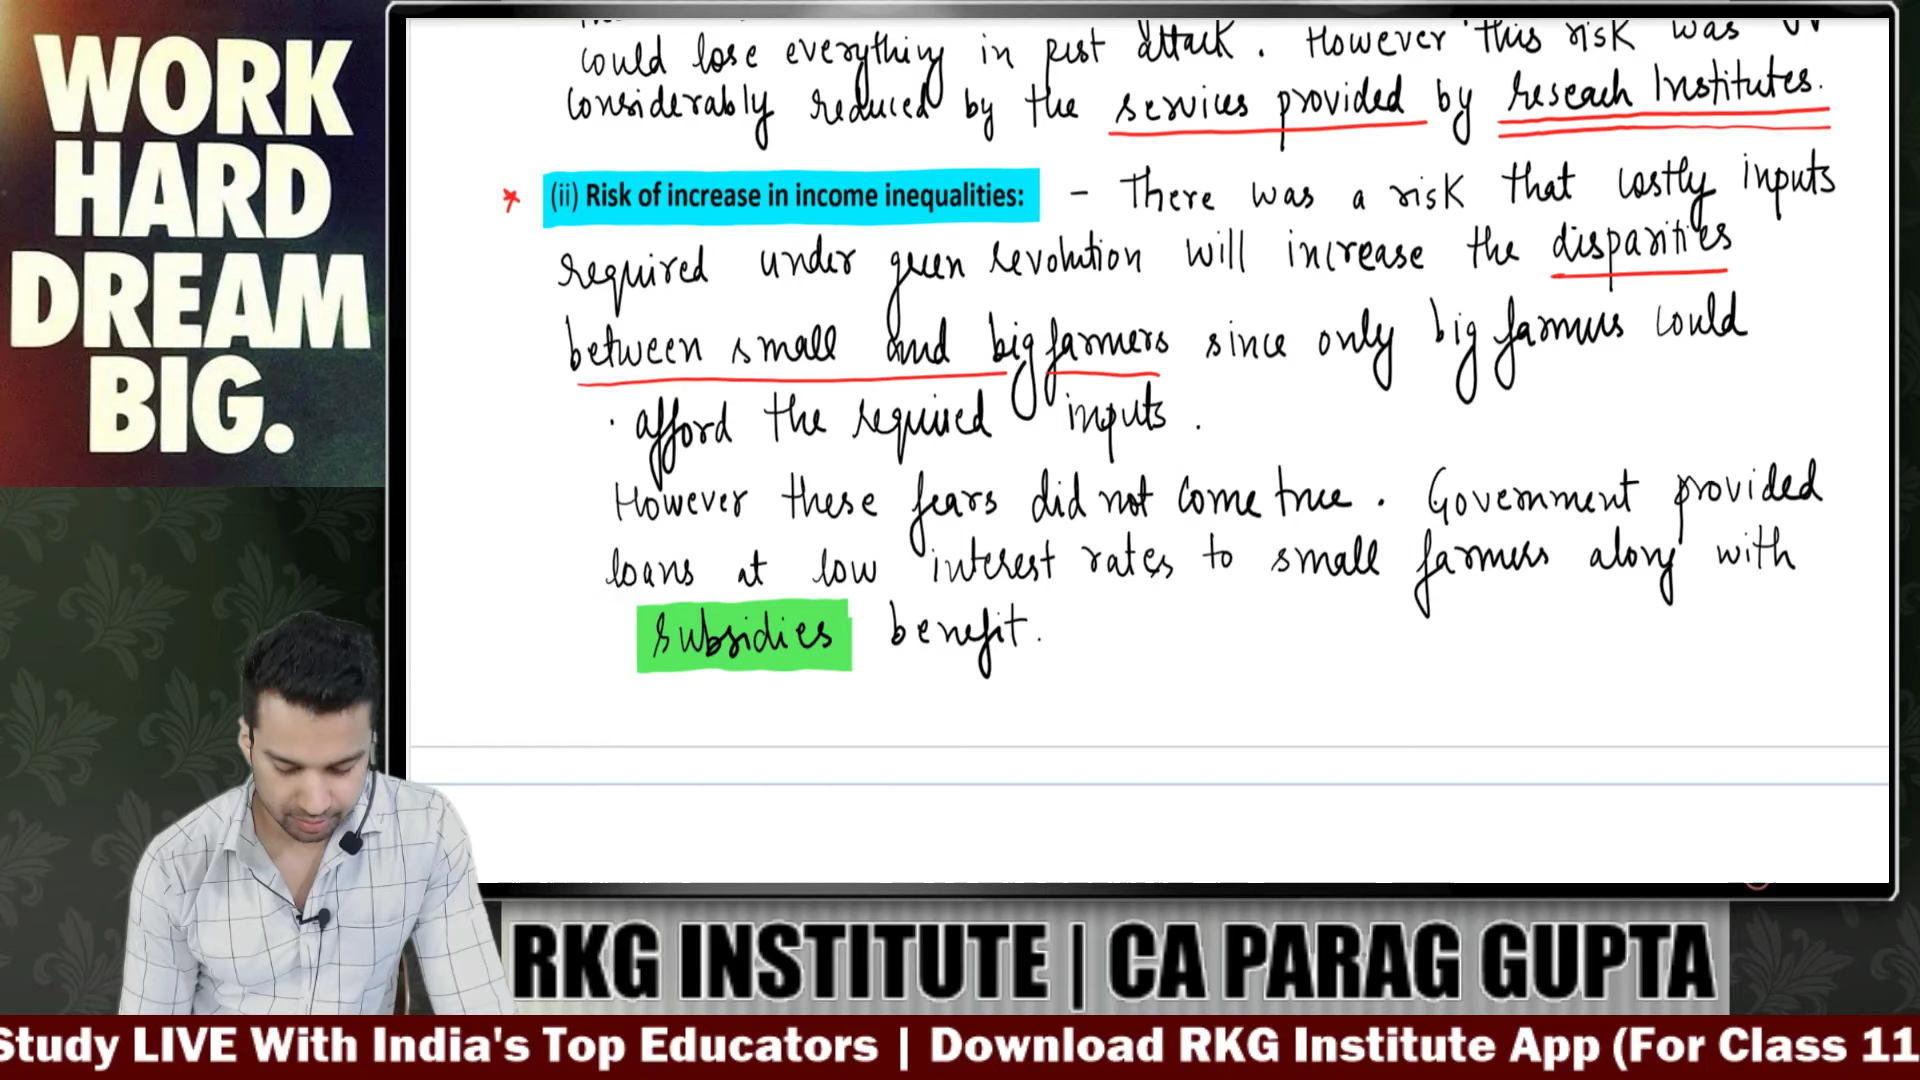 WORK
HARD
DREAM
BIG.
could lose everything in pest attack. However this risk was
considerably reduced by the services provided by reseach Institutes.
(ii) Risk of increase in income inequalities: - There was a risk that costly inputs
required under green revolution will increase the disparities
between small and big farmers since only big farmers could
afford the required inputs.
However these fears did not come true. Government provided
loans at low interest rates to small farmers along with
subsidies benefit.
RKG INSTITUTE | CA PARAG GUPTA
Study LIVE With India's Top Educators | Download RKG Institute App (For Class 11